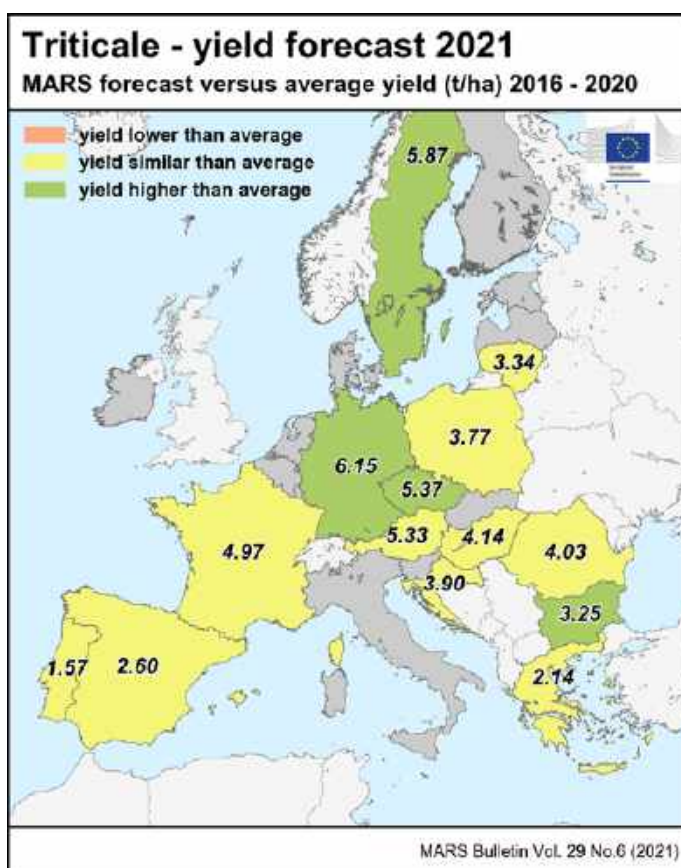 Triticale - yield forecast 2021
MARS forecast versus average yield (t/ha) 2016 - 2020
yield lower than average
yield similar than average
yield higher than average
5.87
3.34
3.77
6.15
5.37
5.33
4.14
4.97
4.03
3.90
3.25
1.57
2.60
2.14
MARS Bulletin Vol. 29 No.6 (2021)